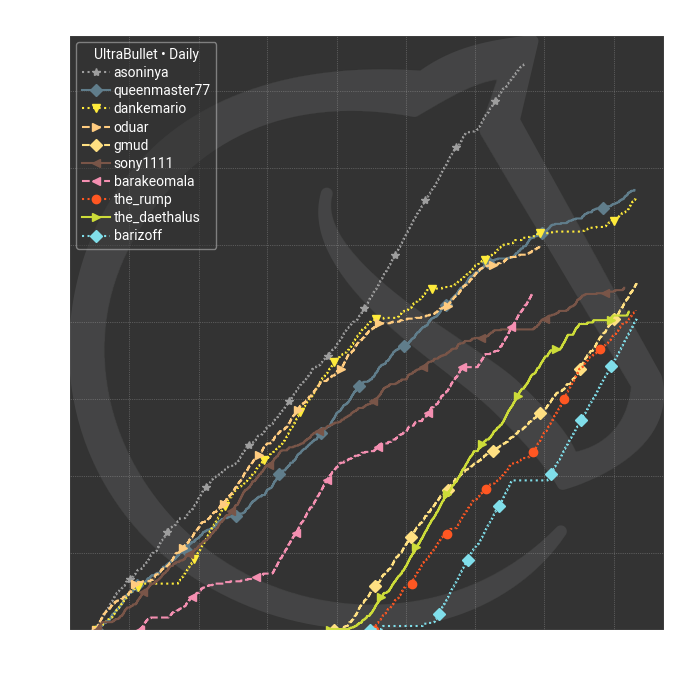 UltraBullet • Daily
asoninya
queenmaster77
dankemario
oduar
gmud
sony1111
barakeomala
the_rump
the_daethalus
barizoff